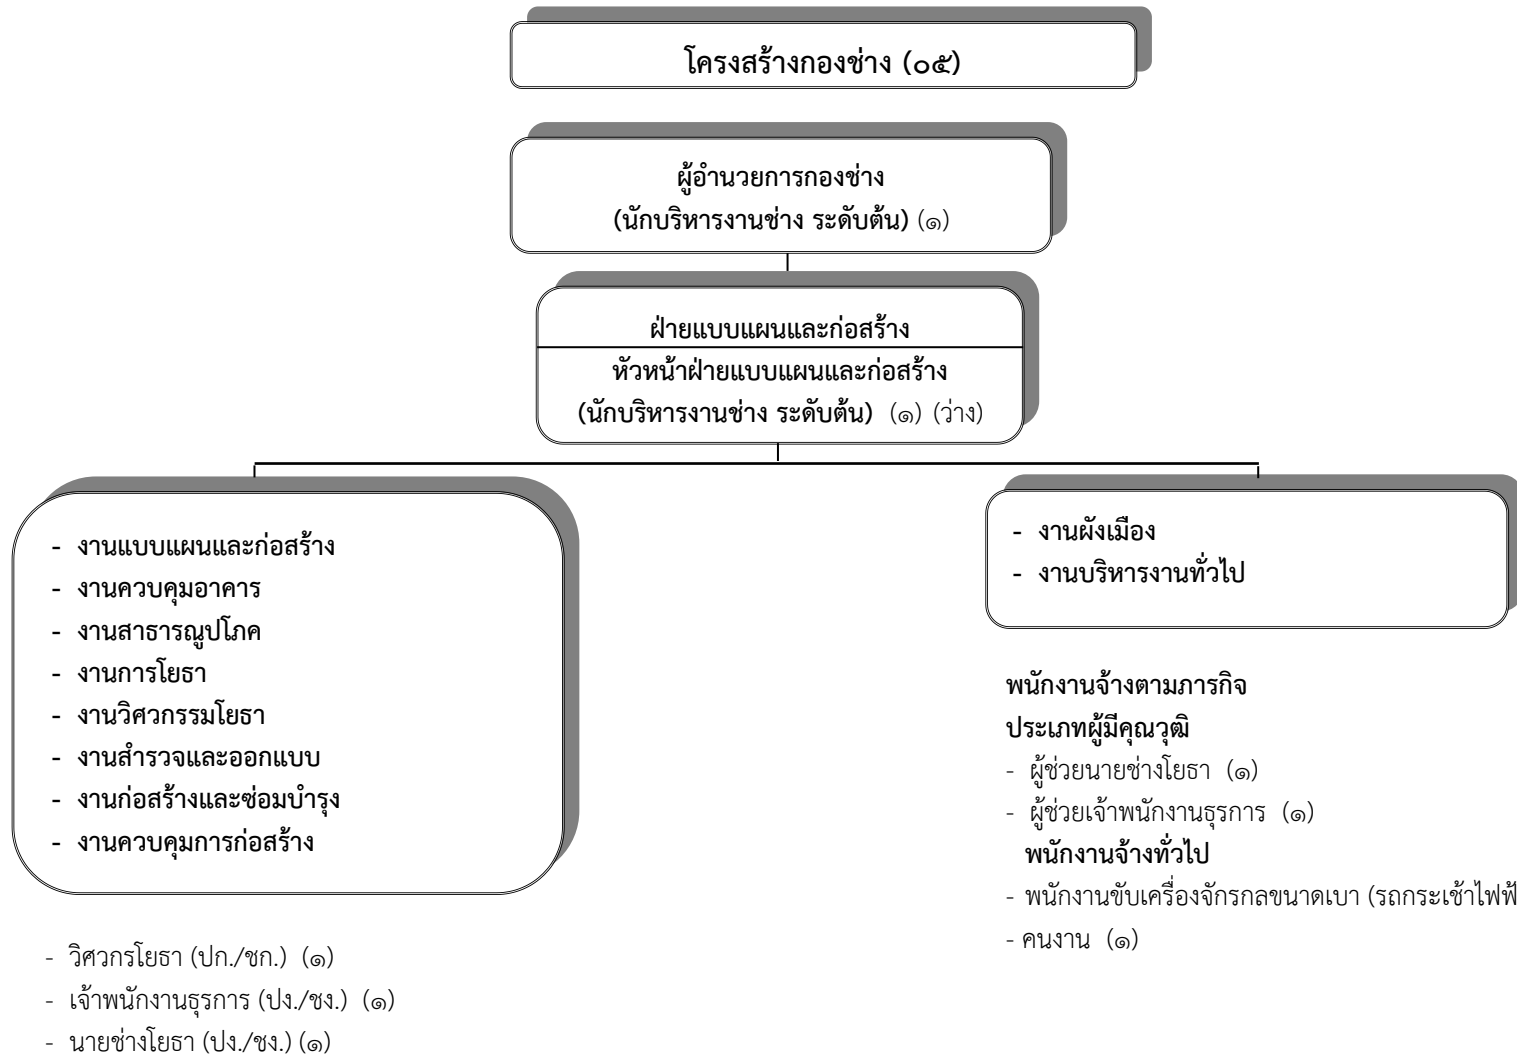 โครงสร้างกองช่าง (๐๕)
ผู้อำนวยการกองช่าง
(นักบริหารงานช่าง ระดับต้น) (๑)
ฝ่ายแบบแผนและก่อสร้าง
หัวหน้าฝ่ายแบบแผนและก่อสร้าง
(นักบริหารงานช่าง ระดับต้น) (๑) (ว่าง)
- งานแบบแผนและก่อสร้าง
- งานควบคุมอาคาร
- งานสาธารณูปโภค
- งานการโยธา
- งานวิศวกรรมโยธา
- งานสำรวจและออกแบบ
- งานก่อสร้างและซ่อมบำรุง
- งานควบคุมการก่อสร้าง
- วิศวกรโยธา (ปก./ชก.) (๑)
- เจ้าพนักงานธุรการ (ปง./ชง.) (๑)
- นายช่างโยธา (ปง./ชง.) (๑)
- งานผังเมือง
- งานบริหารงานทั่วไป
พนักงานจ้างตามภารกิจ
ประเภทผู้มีคุณวุฒิ
- ผู้ช่วยนายช่างโยธา (๑)
- ผู้ช่วยเจ้าพนักงานธุรการ (๑)
พนักงานจ้างทั่วไป
- พนักงานขับเครื่องจักรกลขนาดเบา (รถกระเช้าไฟฟ้
- คนงาน (๑)